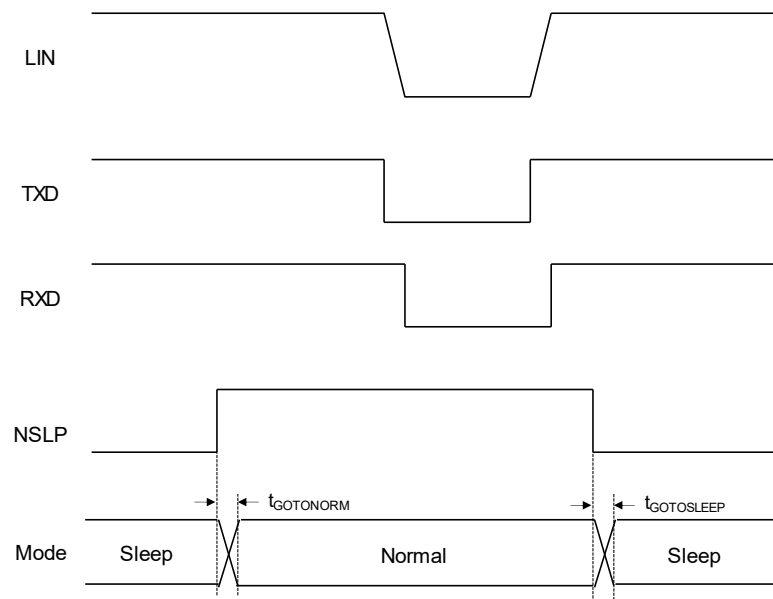 LIN
TXD
RXD
NSLP
tGOTONORM
tGOTOSLEEP
Mode
Sleep
Normal
Sleep